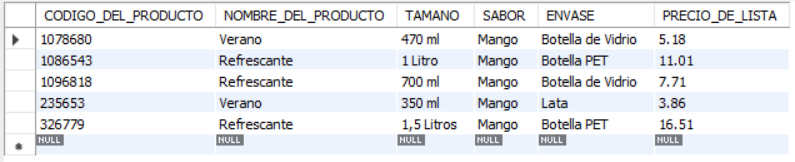 CODIGO_DEL_PRODUCTO NOMBRE_DEL_PRODUCTO TAMANO SABOR ENVASE PRECIO_DE_LISTA
1078680 Verano 470 ml Mango Botella de Vidrio 5.18
1086543 Refrescante 1 Litro Mango Botella PET 11.01
1096818 Refrescante 700 ml Mango Botella de Vidrio 7.71
235653 Verano 350 ml Mango Lata 3.86
326779 Refrescante 1,5 Litros Mango Botella PET 16.51
NULL NULL NULL NULL NULL NULL